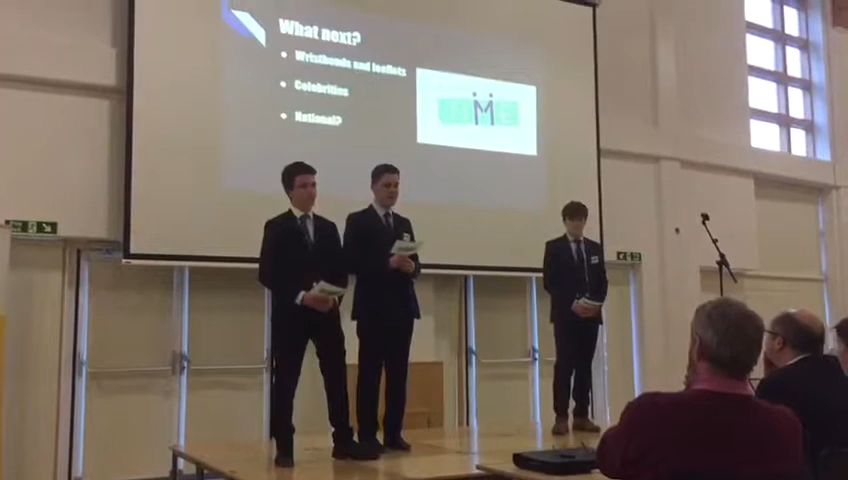 What next?
Wristbands and leaflets
Celebrities
National?